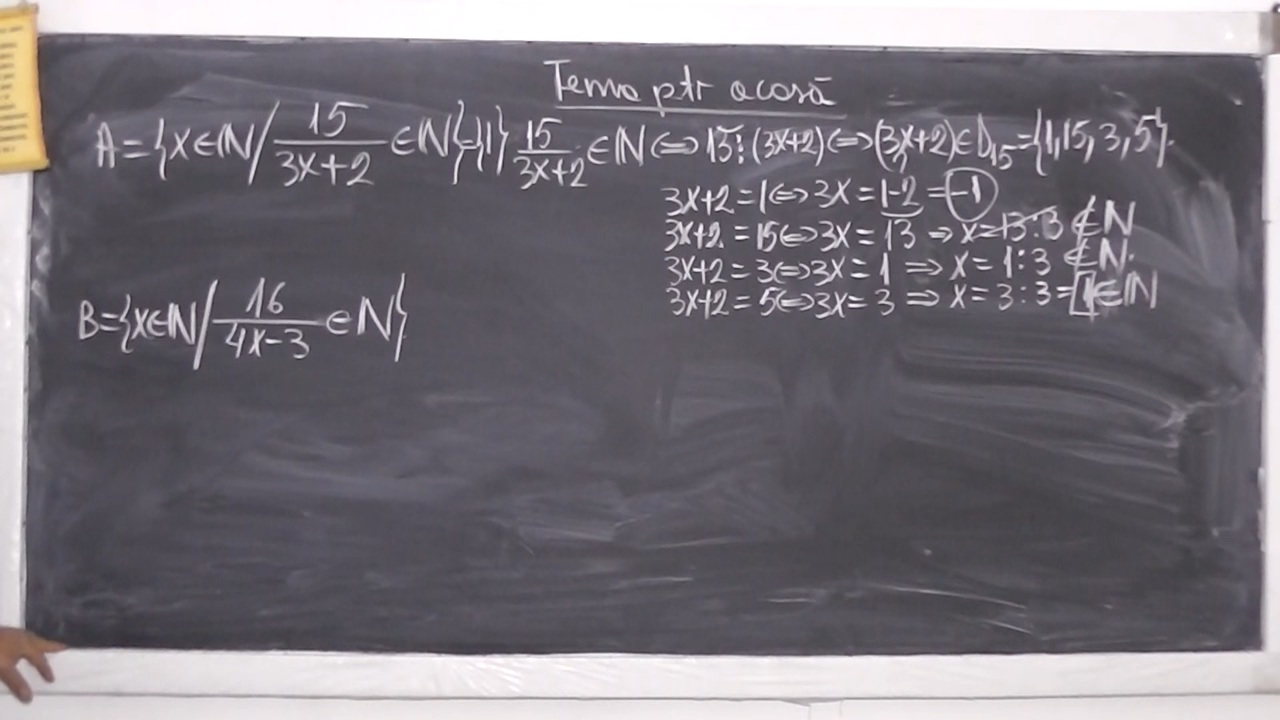 Tema ptr acasă
A={x∈ℕ/ 15/(3x+2) ∈ℕ}={1} 15/(3x+2) ∈ℕ⇔15⋮(3x+2)⇔(3x+2)∈D₁₅={1,15,3,5}.
3x+2=1⇔3x=1-2=-1
3x+2=15⇔3x=13⇒x=13:3∉ℕ
3x+2=3⇔3x=1⇒x=1:3∉ℕ.
3x+2=5⇔3x=3⇒x=3:3=1∈ℕ
B={x∈ℕ/ 16/(4x-3) ∈ℕ}